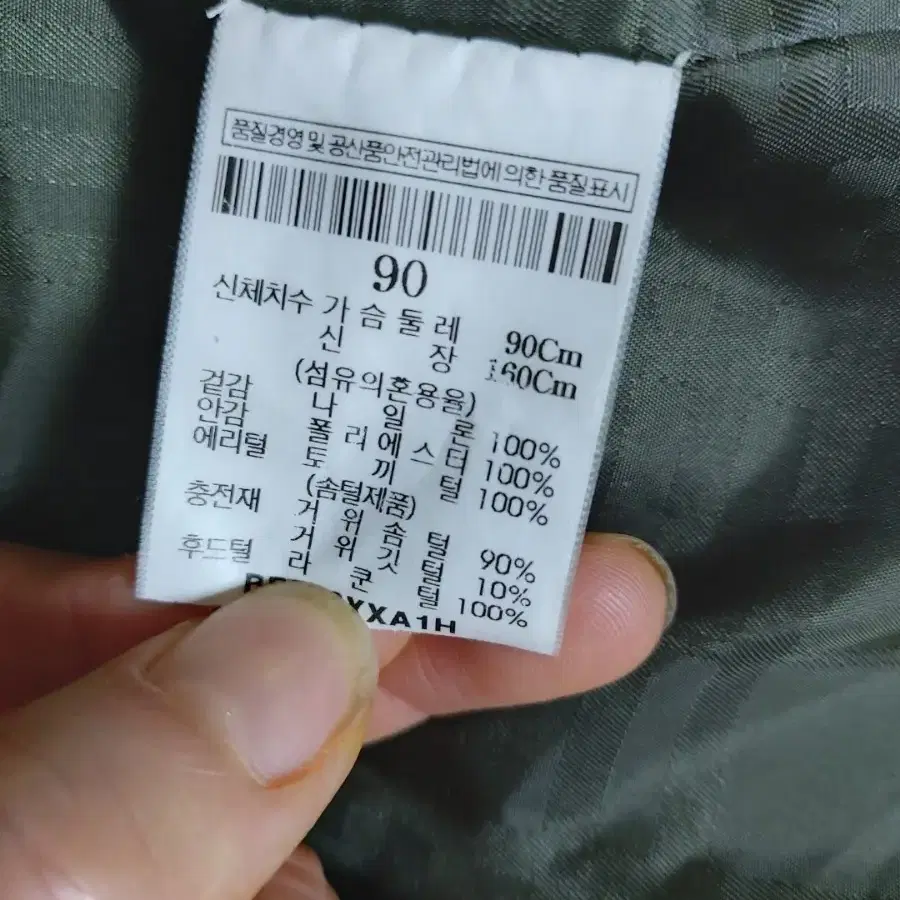 품질경영 및 공산품안전관리법에 의한 품질표시
90
신체치수 가슴둘레 90Cm
신장 160Cm
(섬유의혼용율)
겉감 나일론 100%
안감 폴리에스터 100%
에리털 토끼털 100%
(솜털제품)
충전재 거위솜털 90%
거위깃털 10%
후드털 라쿤털 100%
XXA1H